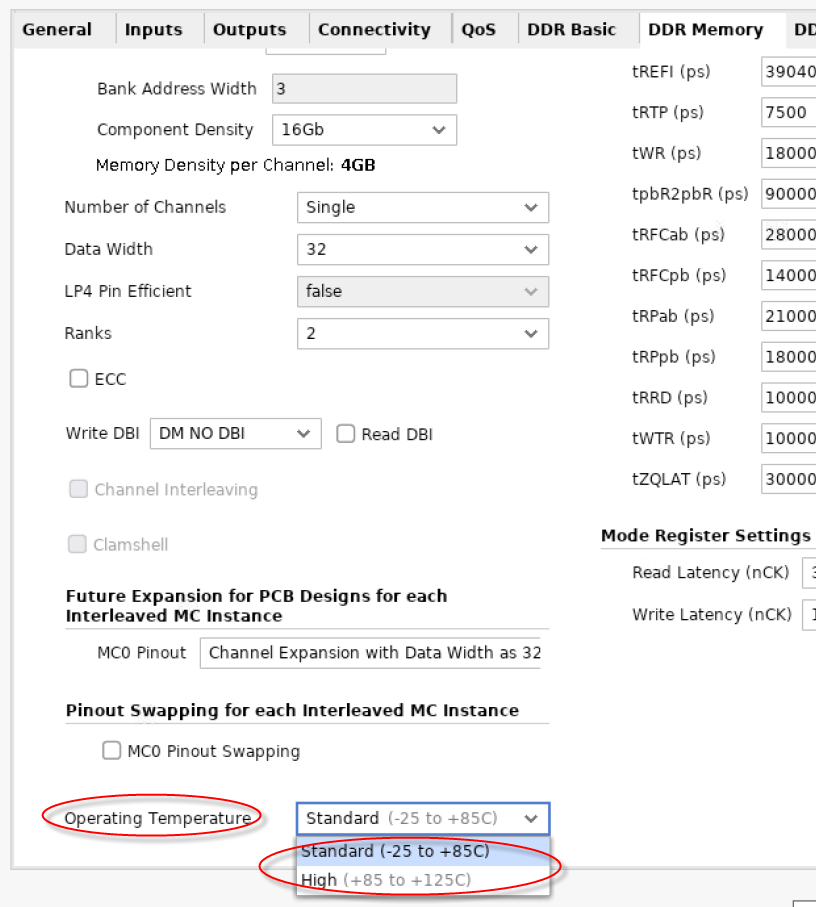 General Inputs Outputs Connectivity QoS DDR Basic DDR Memory
Bank Address Width 3
Component Density 16Gb
Memory Density per Channel: 4GB
Number of Channels Single
Data Width 32
LP4 Pin Efficient false
Ranks 2
ECC
Write DBI DM NO DBI Read DBI
Channel Interleaving
Clamshell
Future Expansion for PCB Designs for each
Interleaved MC Instance
MC0 Pinout Channel Expansion with Data Width as 32
Pinout Swapping for each Interleaved MC Instance
MC0 Pinout Swapping
Operating Temperature Standard (-25 to +85C)
Standard (-25 to +85C)
High (+85 to +125C)
tREFI (ps) 39040
tRTP (ps) 7500
tWR (ps) 18000
tpbR2pbR (ps) 90000
tRFCab (ps) 28000
tRFCpb (ps) 14000
tRPab (ps) 21000
tRPpb (ps) 18000
tRRD (ps) 10000
tWTR (ps) 10000
tZQLAT (ps) 30000
Mode Register Settings
Read Latency (nCK)
Write Latency (nCK)